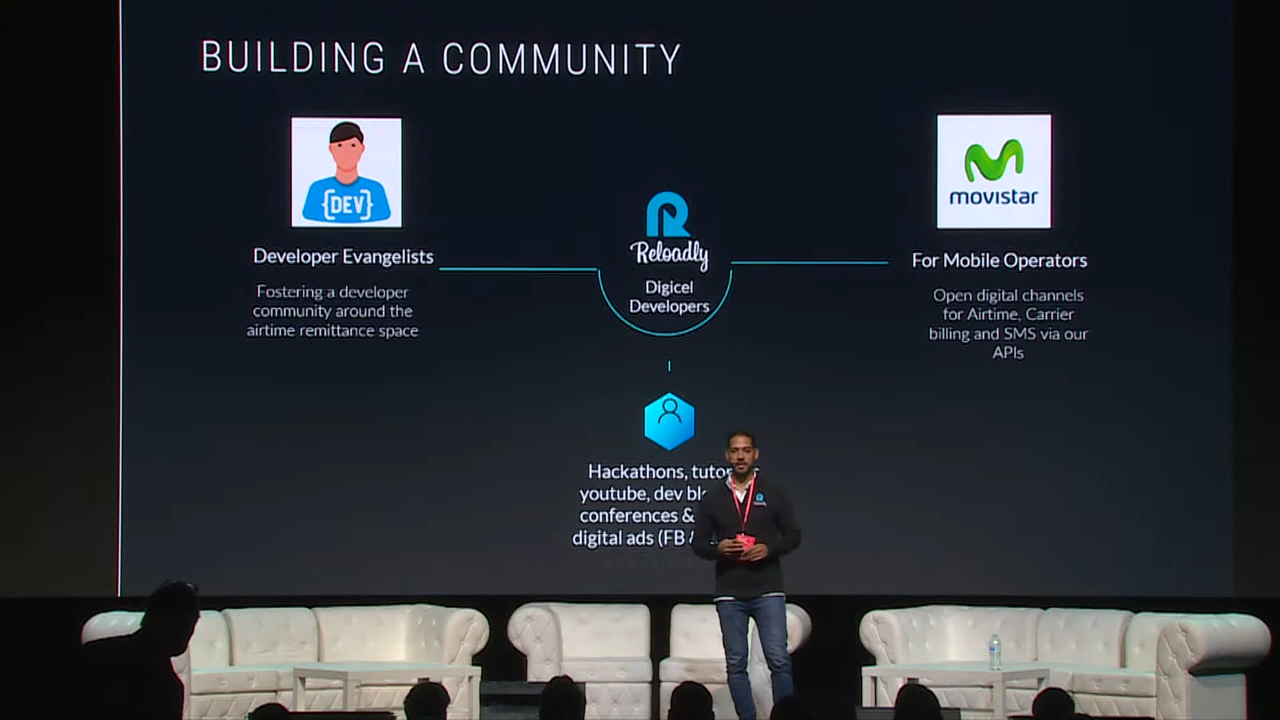 BUILDING A COMMUNITY
{DEV}
Developer Evangelists
Fostering a developer
community around the
airtime remittance space
Reloadly
Digicel
Developers
movistar
For Mobile Operators
Open digital channels
for Airtime, Carrier
billing and SMS via our
APIs
Hackathons,
youtube, dev
conferences &
digital ads (FB